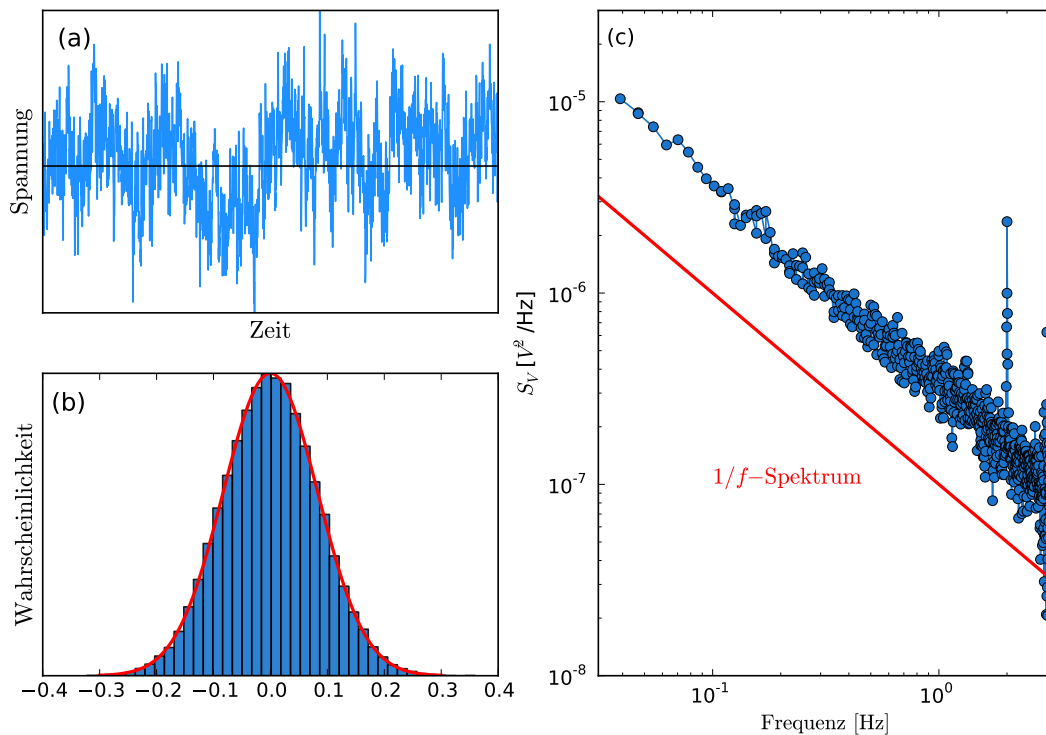 (a)
Spannung
Zeit
(b)
Wahrscheinlichkeit
−0.4 −0.3 −0.2 −0.1 0.0 0.1 0.2 0.3 0.4
(c)
10⁻⁵
10⁻⁶
10⁻⁷
10⁻⁸
S_V [V²/Hz]
1/f−Spektrum
10⁻¹ 10⁰
Frequenz [Hz]